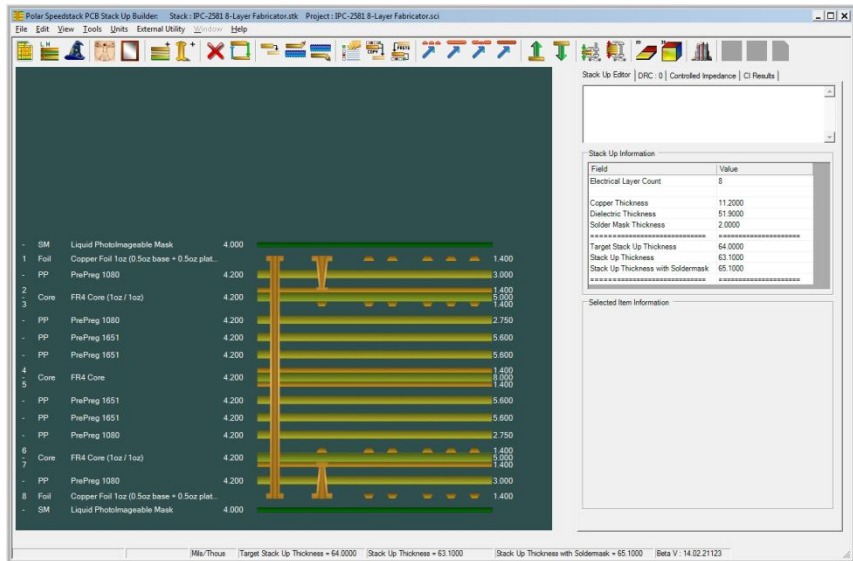 Polar Speedstack PCB Stack Up Builder: Stack : IPC-2581 8-Layer Fabricator.stk Project : IPC-2581 8-Layer Fabricator.sci
File Edit View Tools Units External Utility Window Help
Stack Up Editor DRC : 0 Controlled Impedance CI Results
Stack Up Information
Field Value
Electrical Layer Count 8
Copper Thickness 11.2000
Dielectric Thickness 51.9000
Solder Mask Thickness 2.0000
============================ =====================
Target Stack Up Thickness 64.0000
Stack Up Thickness 63.1000
Stack Up Thickness with Soldermask 65.1000
============================ =====================
Selected Item Information
- SM Liquid PhotoImageable Mask 4.000
1 Foil Copper Foil 1oz (0.5oz base + 0.5oz plat... 1.400
- PP PrePreg 1080 4.200 3.000
2 1.400
- Core FR4 Core (1oz / 1oz) 4.200 5.000
3 1.400
- PP PrePreg 1080 4.200 2.750
- PP PrePreg 1651 4.200 5.600
- PP PrePreg 1651 4.200 5.600
4 1.400
- Core FR4 Core 4.200 8.000
5 1.400
- PP PrePreg 1651 4.200 5.600
- PP PrePreg 1651 4.200 5.600
- PP PrePreg 1080 4.200 2.750
6 1.400
- Core FR4 Core (1oz / 1oz) 4.200 5.000
7 1.400
- PP PrePreg 1080 4.200 3.000
8 Foil Copper Foil 1oz (0.5oz base + 0.5oz plat... 1.400
- SM Liquid PhotoImageable Mask 4.000
Mils/Thous Target Stack Up Thickness = 64.0000 Stack Up Thickness = 63.1000 Stack Up Thickness with Soldermask = 65.1000 Beta V : 14.02.21123